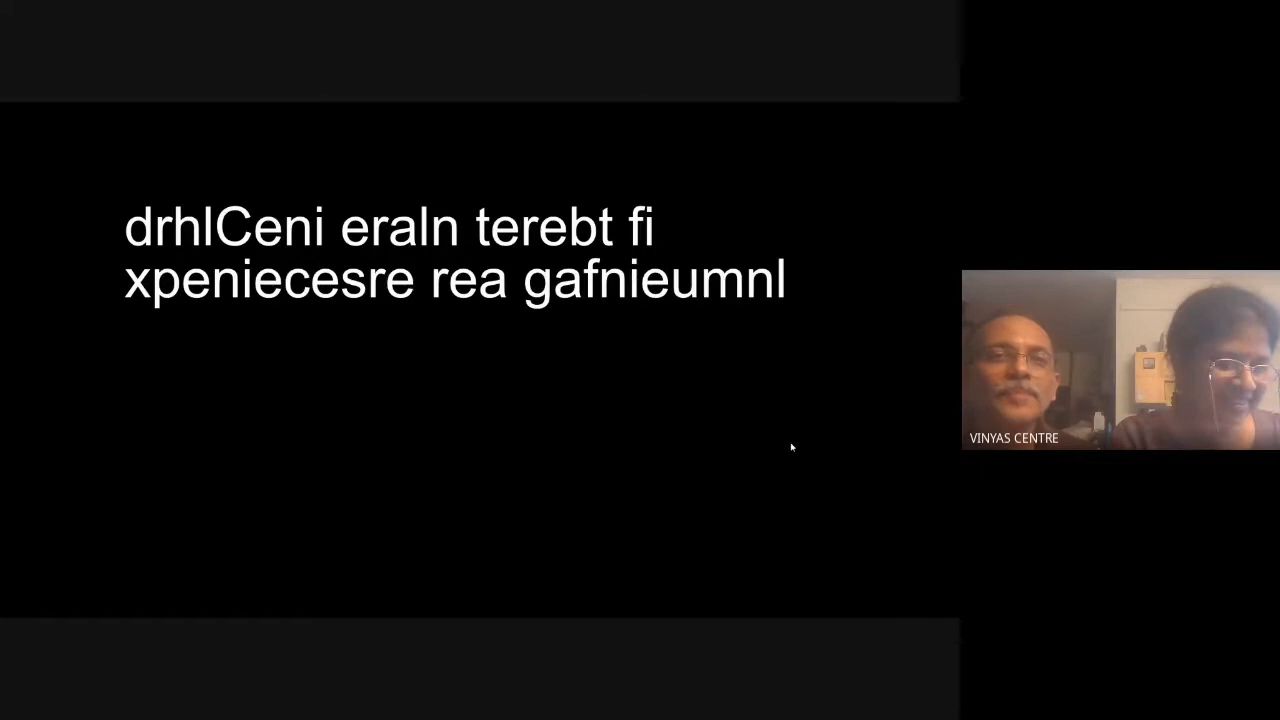 drhlCeni eraln terebt fi
xpeniecesre rea gafnieumnl
VINYAS CENTRE